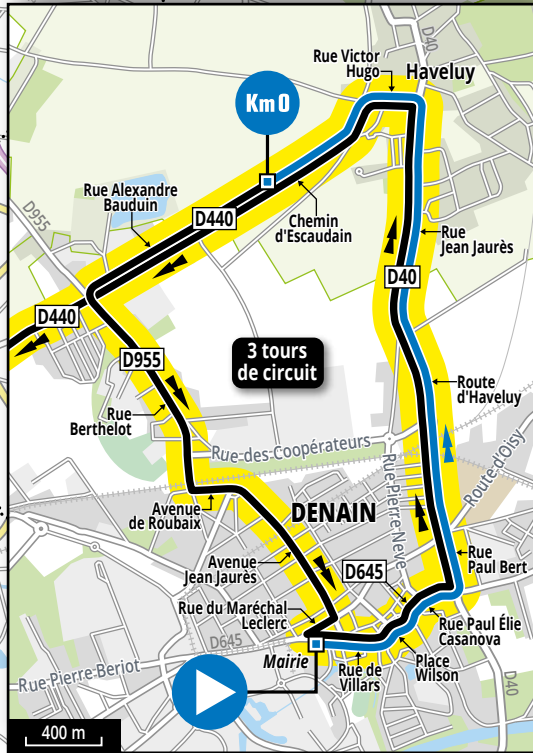 D40
Rue Victor
Hugo
Haveluy
Km 0
Rue Alexandre
Bauduin
D955
D440
Chemin
d'Escaudain
Rue
Jean Jaurès
D40
D440
D955
3 tours
de circuit
Route
d'Haveluy
Rue
Berthelot
Rue-des-Coopérateurs
Rue-Pierre-Neve
Route-d'Oisy
Avenue
de Roubaix
DENAIN
Avenue
Jean Jaurès
D645
Rue
Paul Bert
Rue du Maréchal
Leclerc
D645
Rue Paul Élie
Casanova
Mairie
Rue de
Villars
Place
Wilson
Rue-Pierre-Beriot
D40
400 m